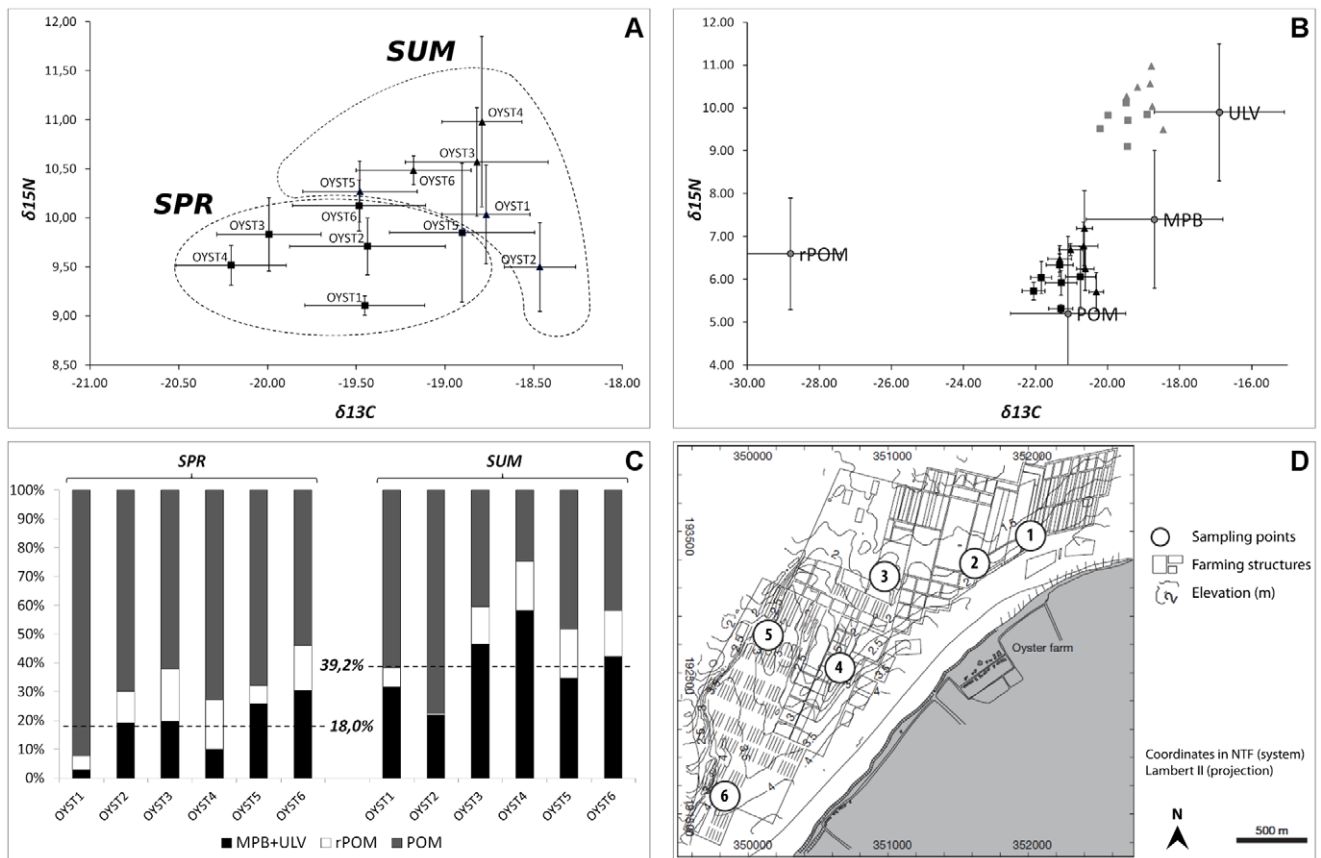 A
12,00
11,50
11,00
10,50
10,00
9,50
9,00
8,50
δ15N
-21.00
-20.50
-20.00
-19.50
-19.00
-18.50
-18.00
δ13C
SUM
SPR
OYST4
OYST3
OYST6
OYST5
OYST1
OYST2
OYST6
OYST3
OYST2
OYST5
OYST4
OYST1
B
12.00
11.00
10.00
9.00
8.00
7.00
6.00
5.00
4.00
δ15N
-30.00
-28.00
-26.00
-24.00
-22.00
-20.00
-18.00
-16.00
δ13C
ULV
MPB
rPOM
POM
C
SPR
SUM
100%
90%
80%
70%
60%
50%
40%
30%
20%
10%
0%
39,2%
18,0%
OYST1
OYST2
OYST3
OYST4
OYST5
OYST6
OYST1
OYST2
OYST3
OYST4
OYST5
OYST6
MPB+ULV
rPOM
POM
D
350000
351000
352000
193500
192500
191500
1
2
3
4
5
6
Oyster farm
350000
351000
352000
Sampling points
Farming structures
Elevation (m)
Coordinates in NTF (system)
Lambert II (projection)
N
500 m